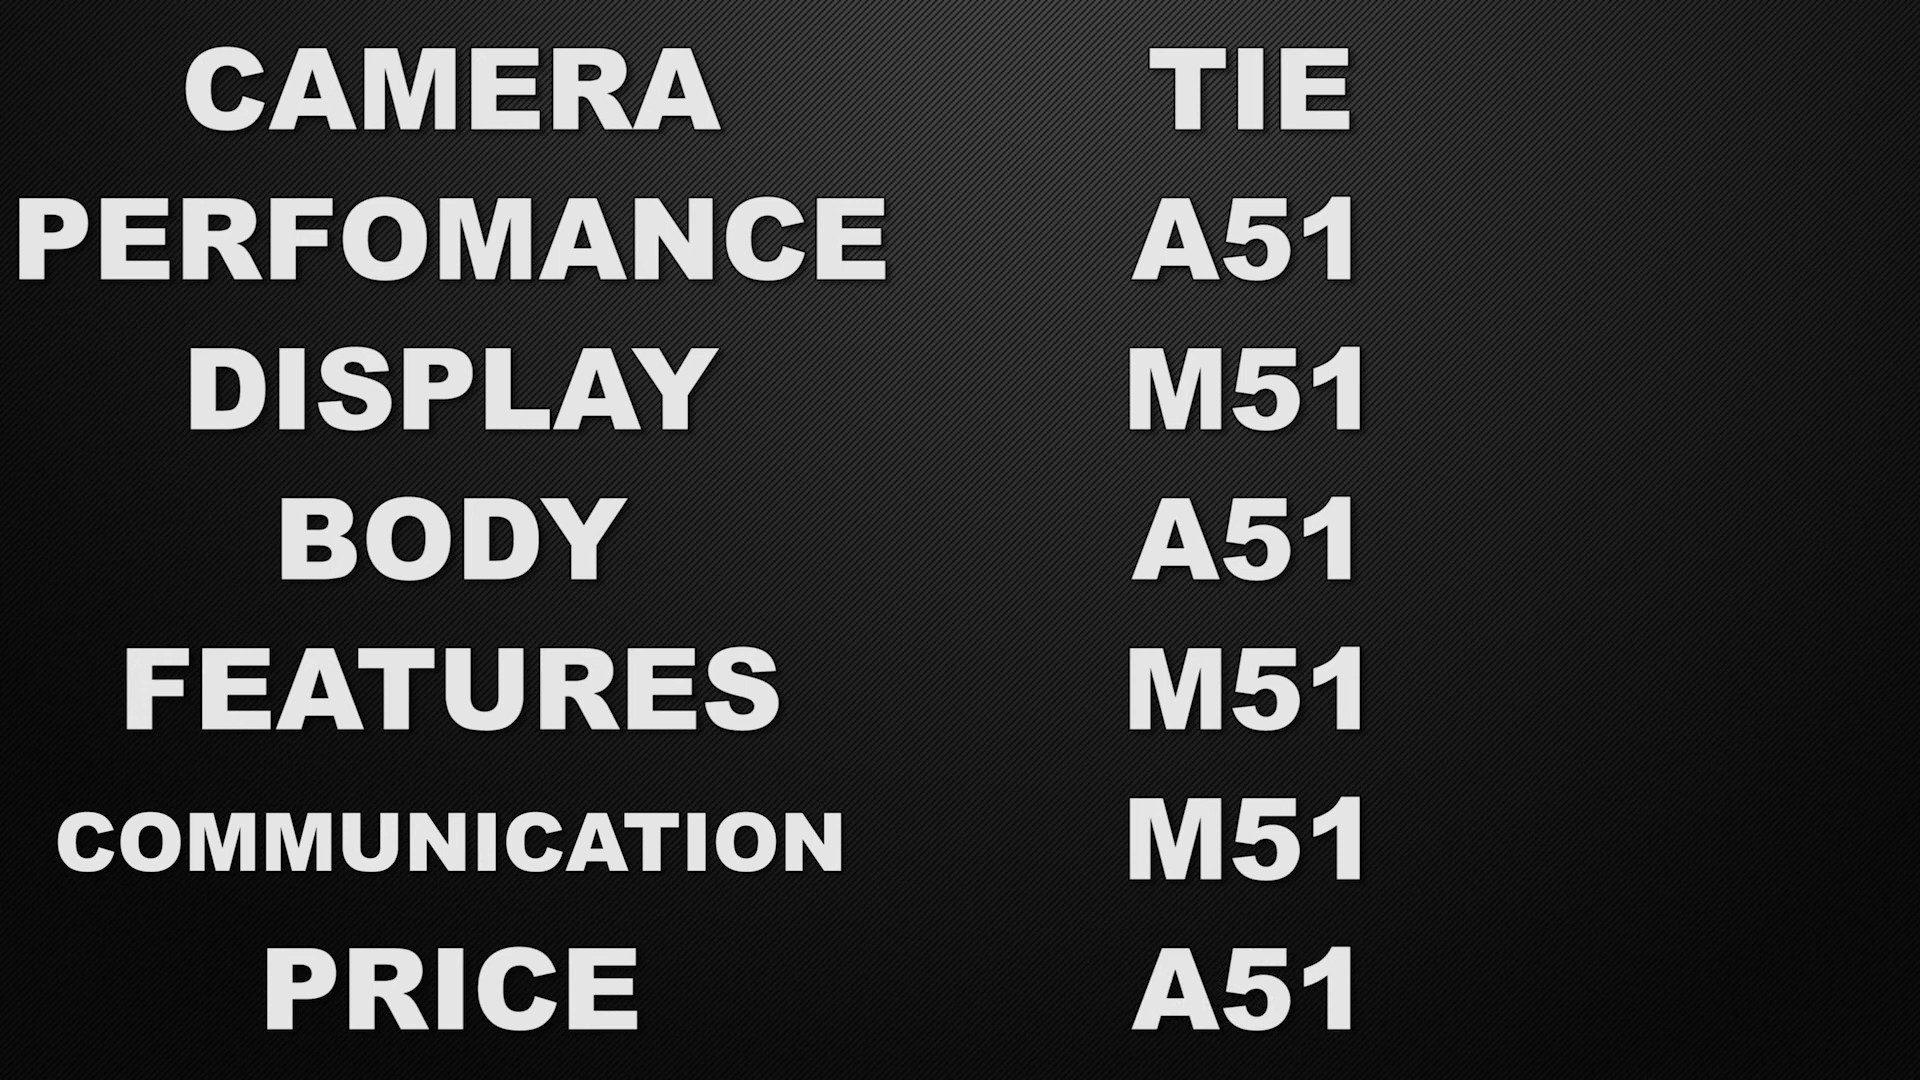 CAMERA TIE
PERFOMANCE A51
DISPLAY M51
BODY A51
FEATURES M51
COMMUNICATION M51
PRICE A51